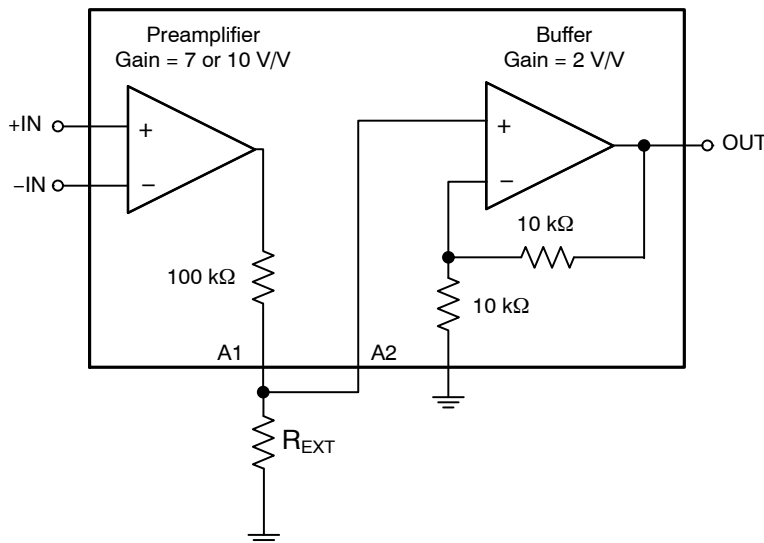 Preamplifier
Gain = 7 or 10 V/V
Buffer
Gain = 2 V/V
+IN
+
+
OUT
−IN
−
−
10 kΩ
100 kΩ
10 kΩ
A1
A2
REXT